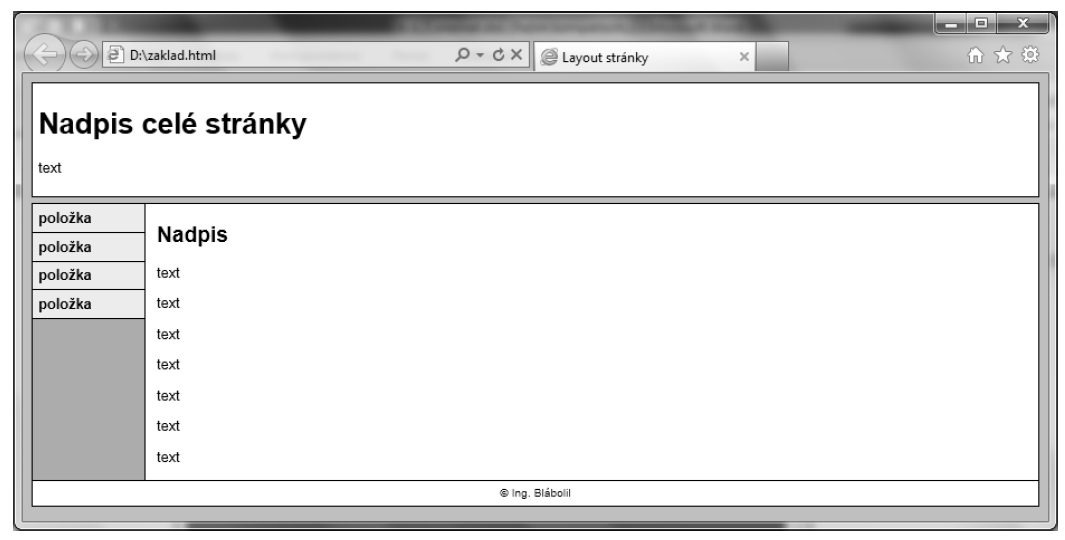 D:\zaklad.html
Layout stránky
Nadpis celé stránky
text
položka
položka
položka
položka
Nadpis
text
text
text
text
text
text
text
© Ing. Blábolil